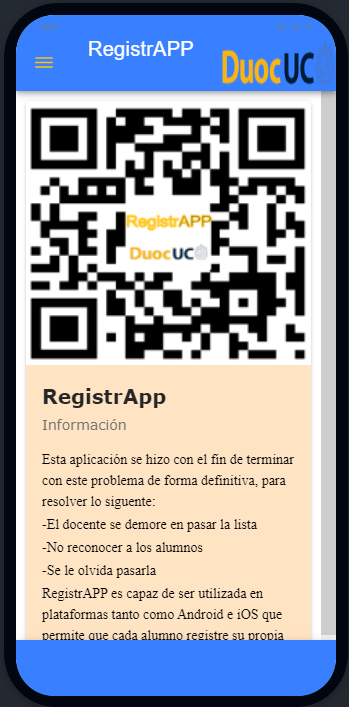 RegistrAPP
DuocUC
RegistrAPP
DuocUC
RegistrApp
Información
Esta aplicación se hizo con el fin de terminar
con este problema de forma definitiva, para
resolver lo siguente:
-El docente se demore en pasar la lista
-No reconocer a los alumnos
-Se le olvida pasarla
RegistrAPP es capaz de ser utilizada en
plataformas tanto como Android e iOS que
permite que cada alumno registre su propia